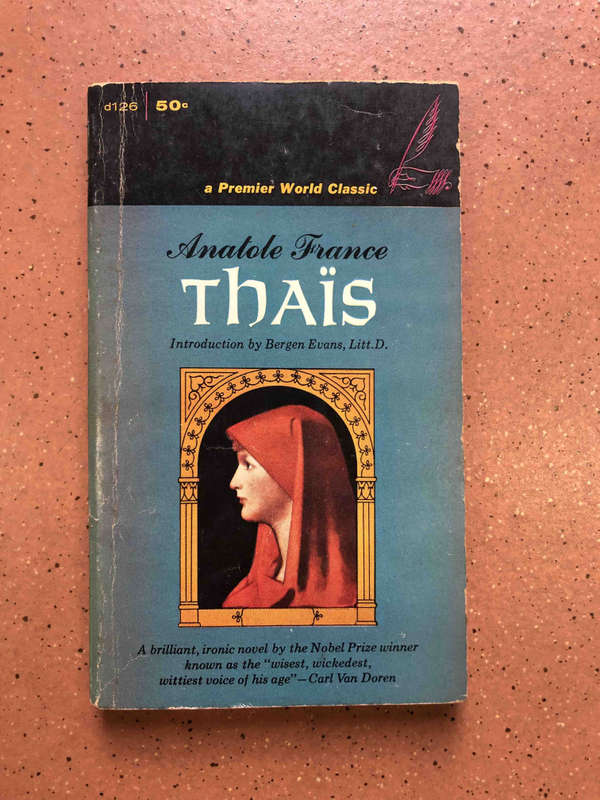 d126 | 50c
a Premier World Classic
Anatole France
Thaïs
Introduction by Bergen Evans, Litt.D.
A brilliant, ironic novel by the Nobel Prize winner
known as the "wisest, wickedest,
wittiest voice of his age"—Carl Van Doren